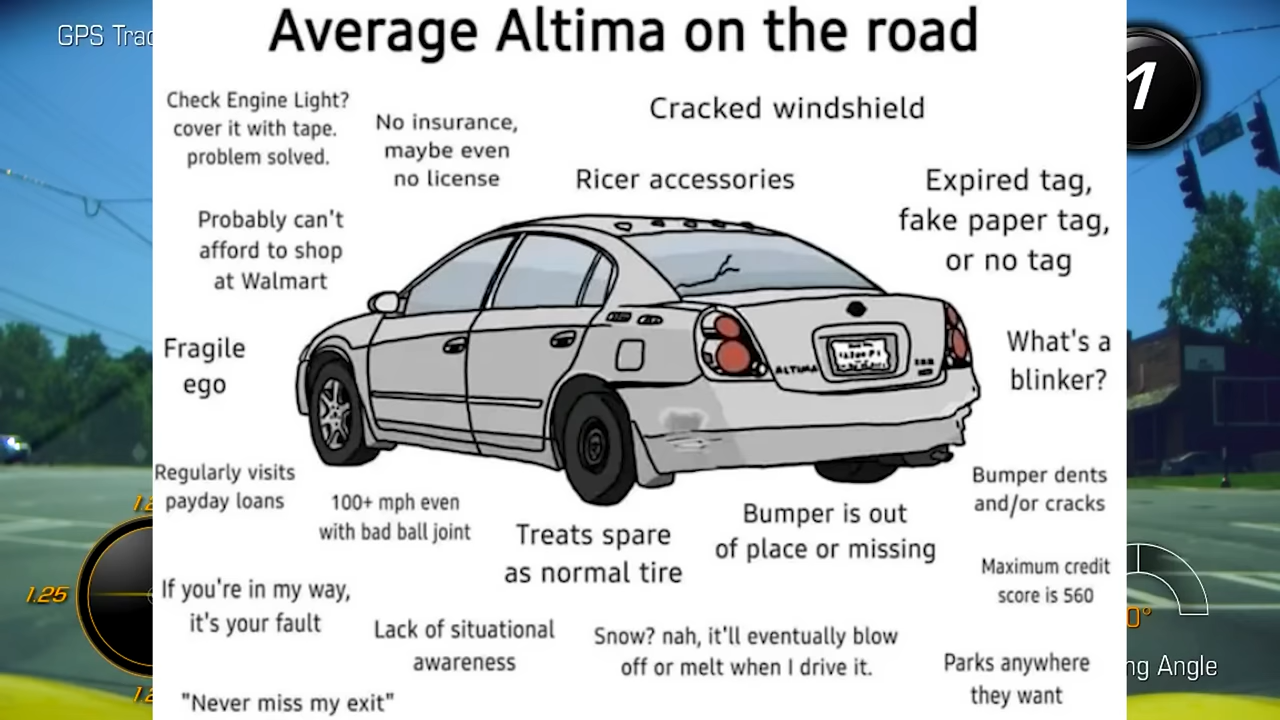 Average Altima on the road
GPS Trac
Check Engine Light?
cover it with tape.
problem solved.
No insurance,
maybe even
no license
Cracked windshield
Ricer accessories
Expired tag,
fake paper tag,
or no tag
Probably can't
afford to shop
at Walmart
Fragile
ego
What's a
blinker?
ALTIMA
Regularly visits
payday loans
100+ mph even
with bad ball joint
Treats spare
as normal tire
Bumper is out
of place or missing
Bumper dents
and/or cracks
Maximum credit
score is 560
1.25
If you're in my way,
it's your fault
Lack of situational
awareness
Snow? nah, it'll eventually blow
off or melt when I drive it.
Parks anywhere
they want
"Never miss my exit"
0°
ng Angle
1